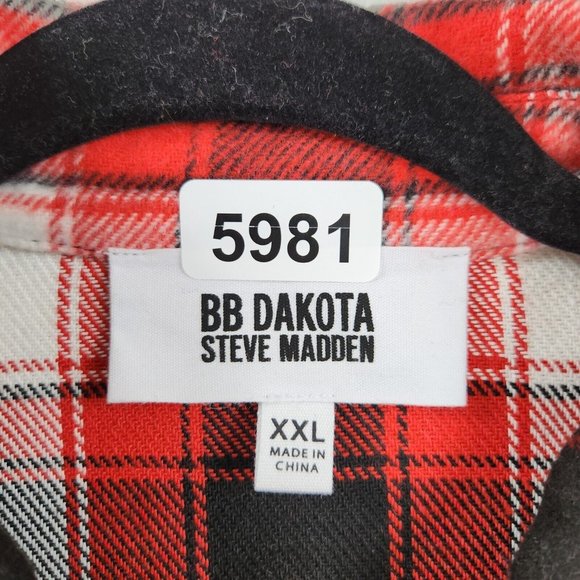 5981
BB DAKOTA
STEVE MADDEN
XXL
MADE IN
CHINA